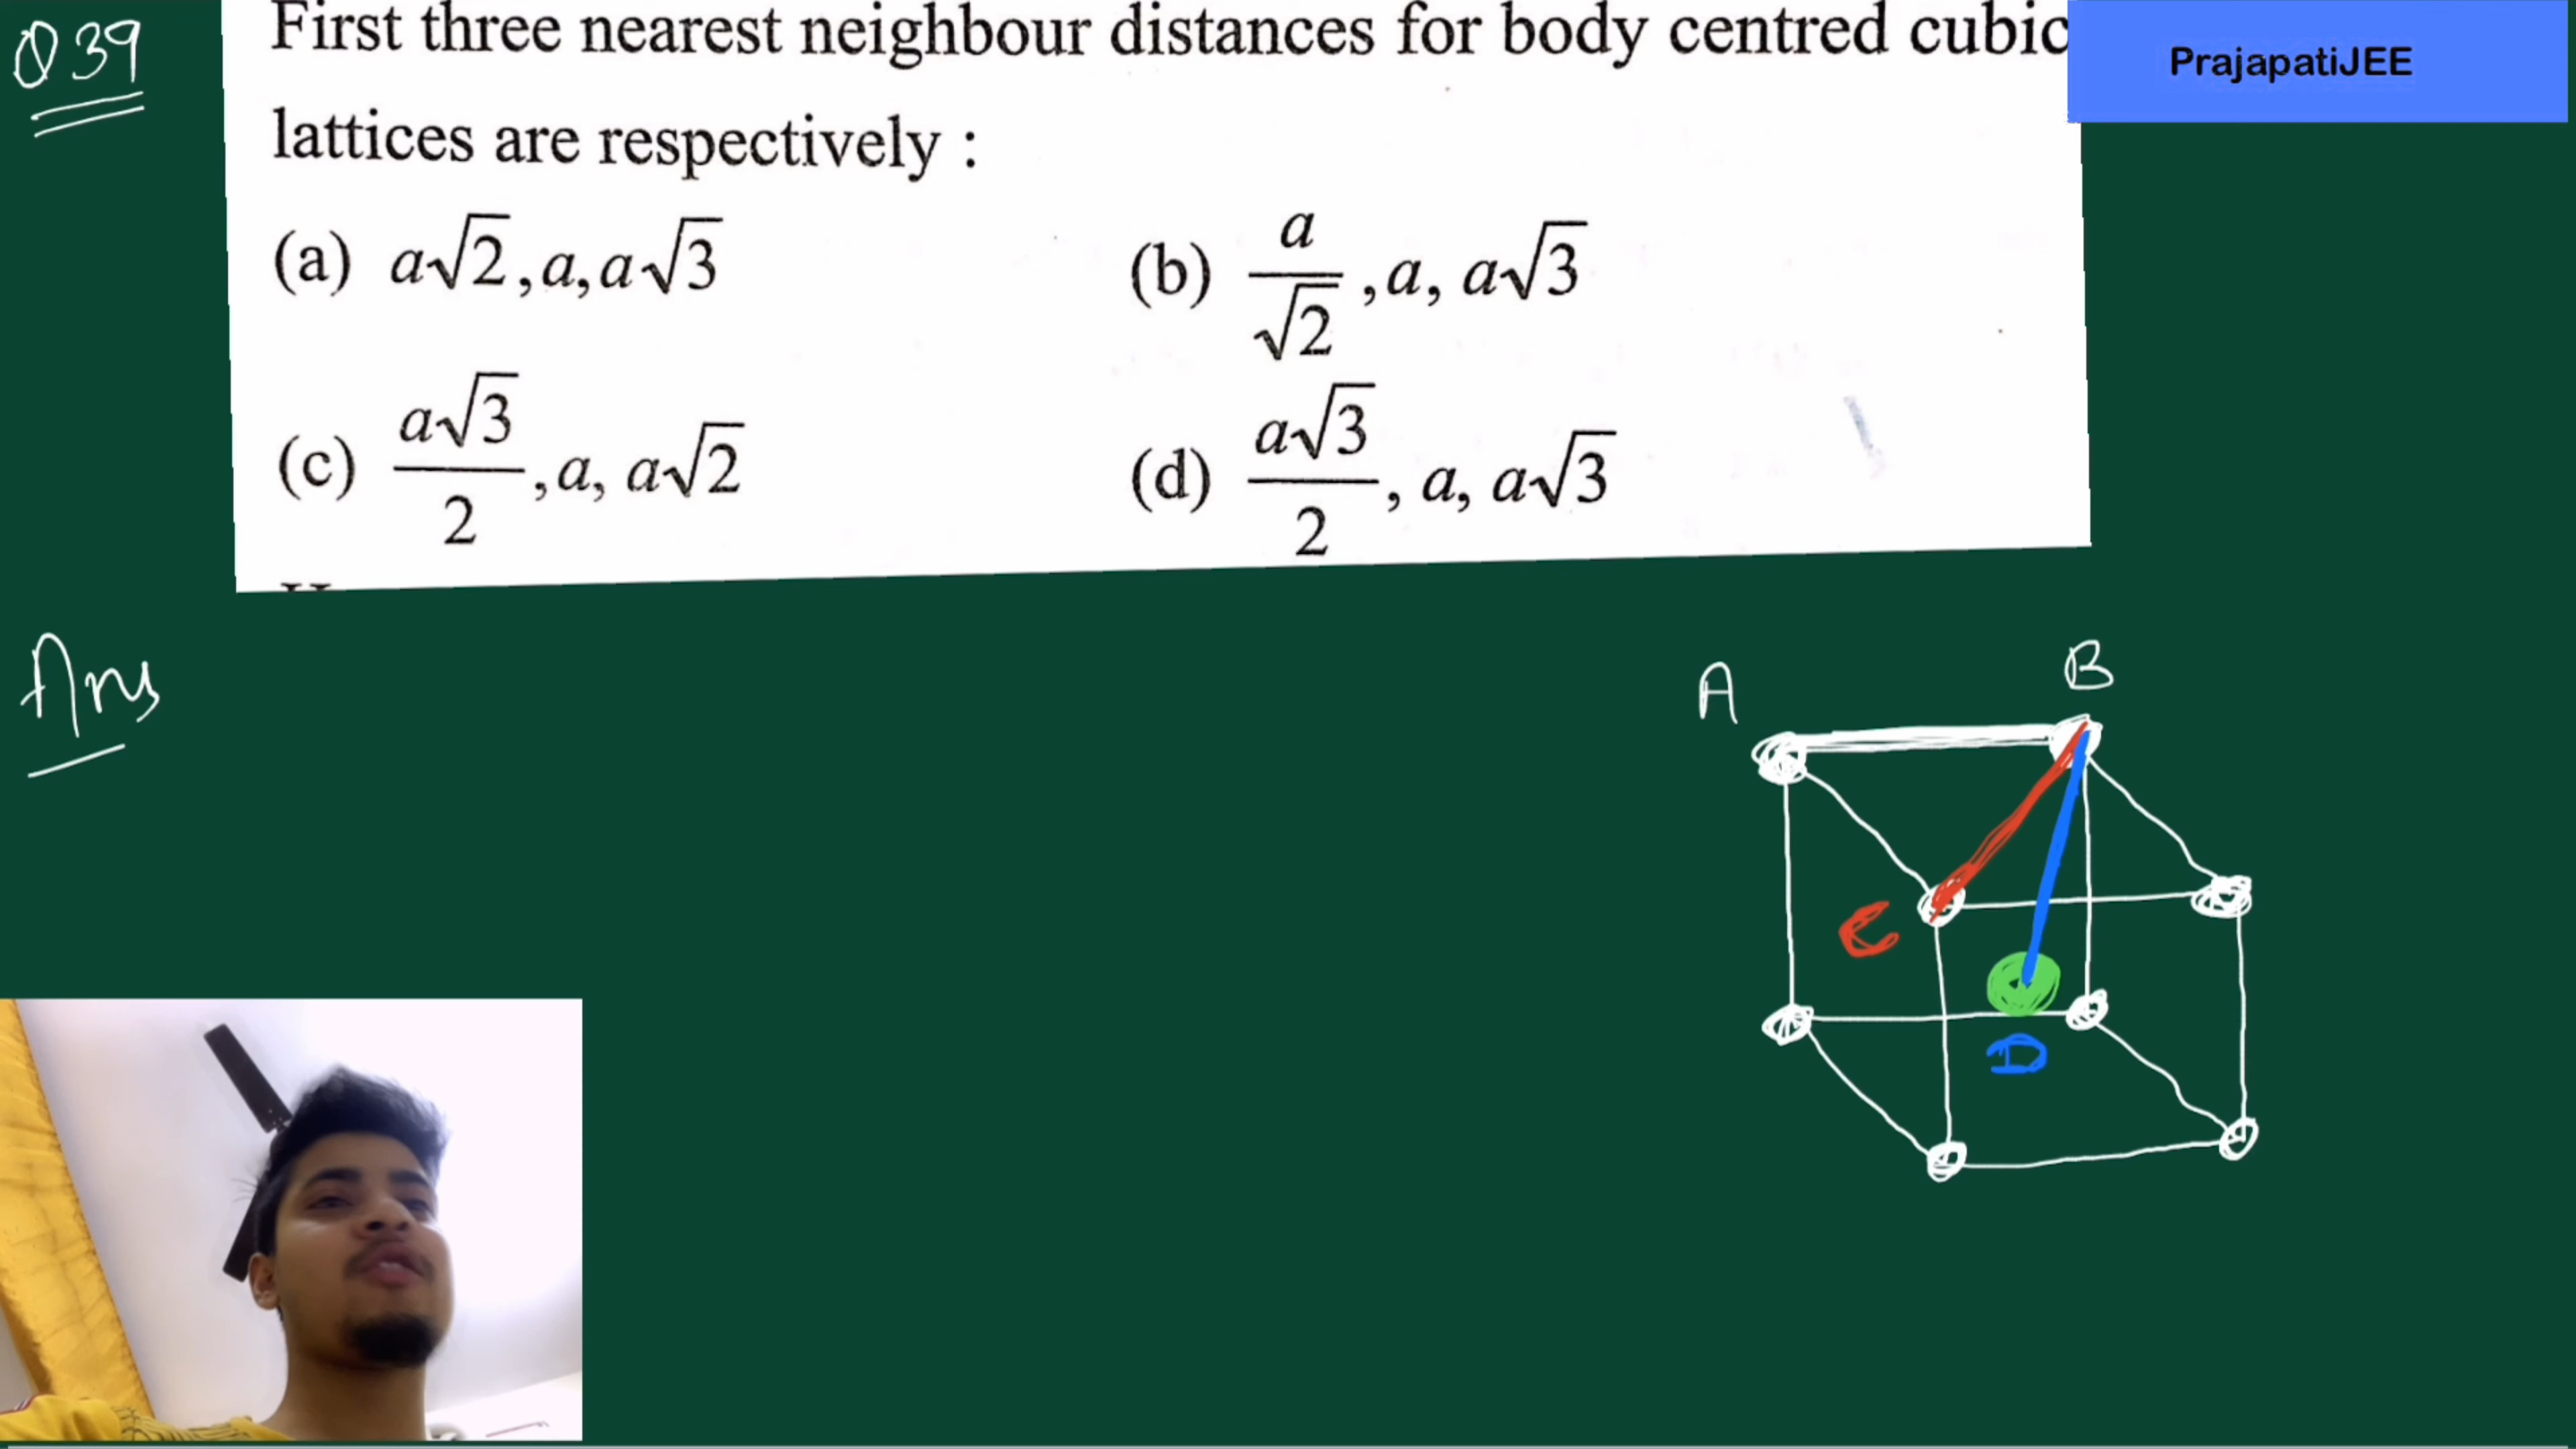 Q39
First three nearest neighbour distances for body centred cubic
PrajapatiJEE
lattices are respectively :
(a) a√2, a, a√3
(b) a/√2, a, a√3
(c) a√3/2, a, a√2
(d) a√3/2, a, a√3
Ans
A
B
C
D